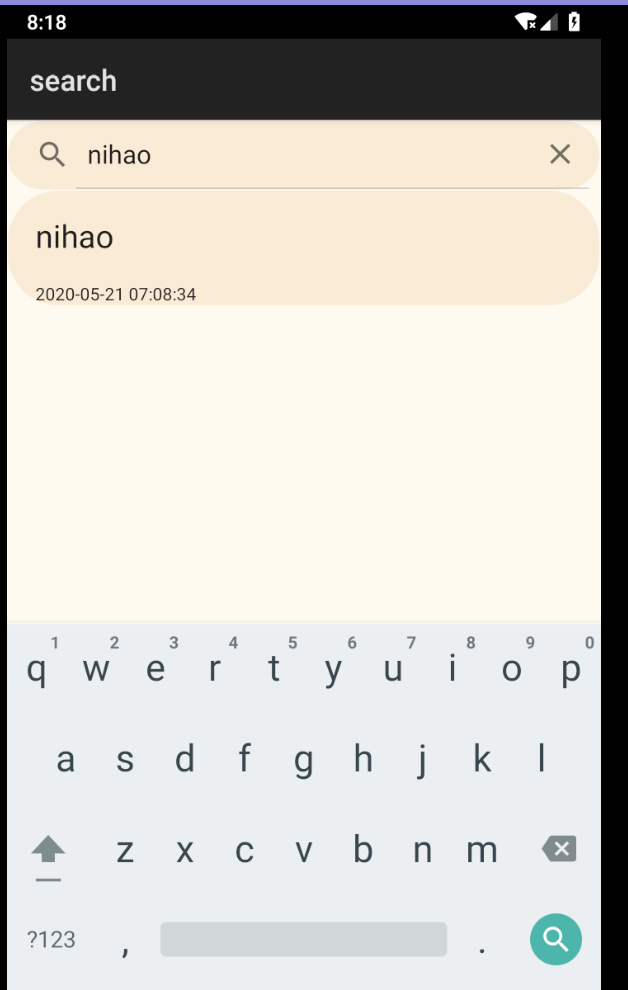 8:18
search
nihao
nihao
2020-05-21 07:08:34
1 2 3 4 5 6 7 8 9 0
q w e r t y u i o p
a s d f g h j k l
z x c v b n m
?123 , .